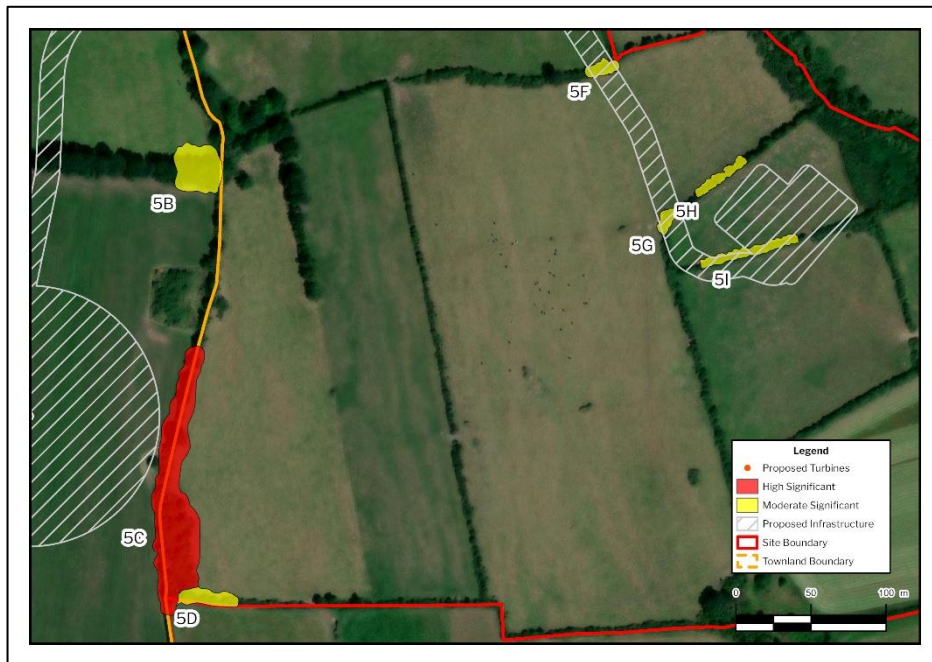 5F
5B
5H
5G
5I
5C
5D
Legend
Proposed Turbines
High Significant
Moderate Significant
Proposed Infrastructure
Site Boundary
Townland Boundary
0 50 100 m